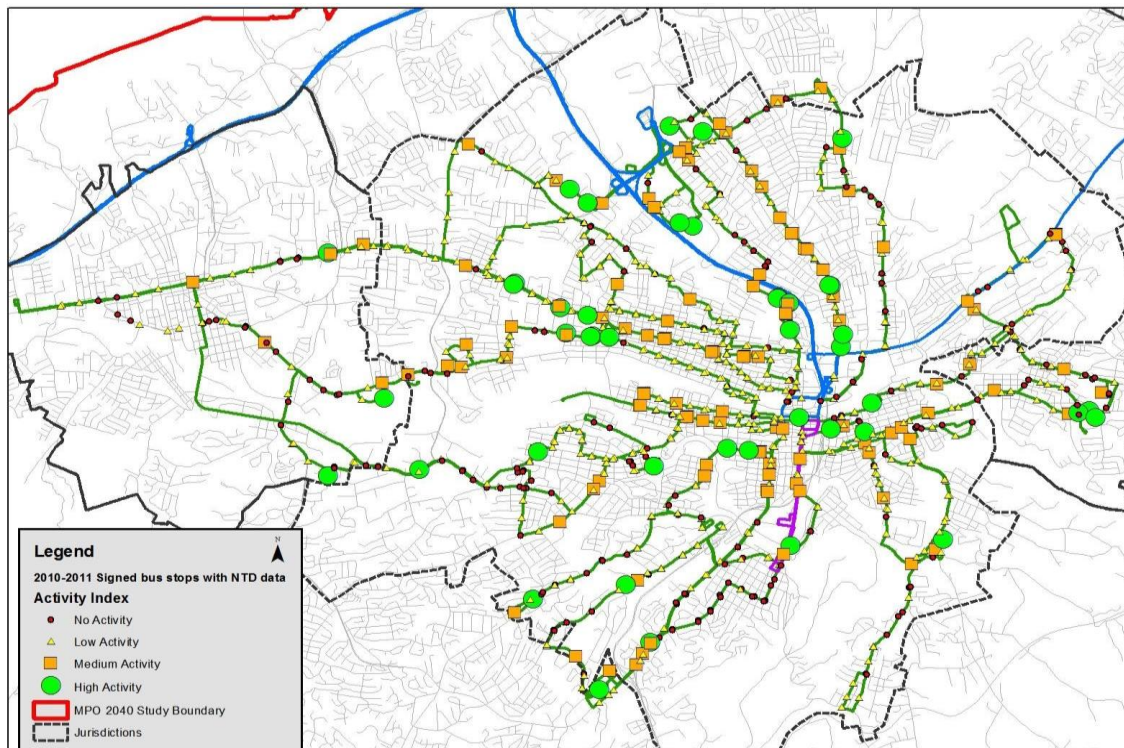 Legend
N
2010-2011 Signed bus stops with NTD data
Activity Index
No Activity
Low Activity
Medium Activity
High Activity
MPO 2040 Study Boundary
Jurisdictions